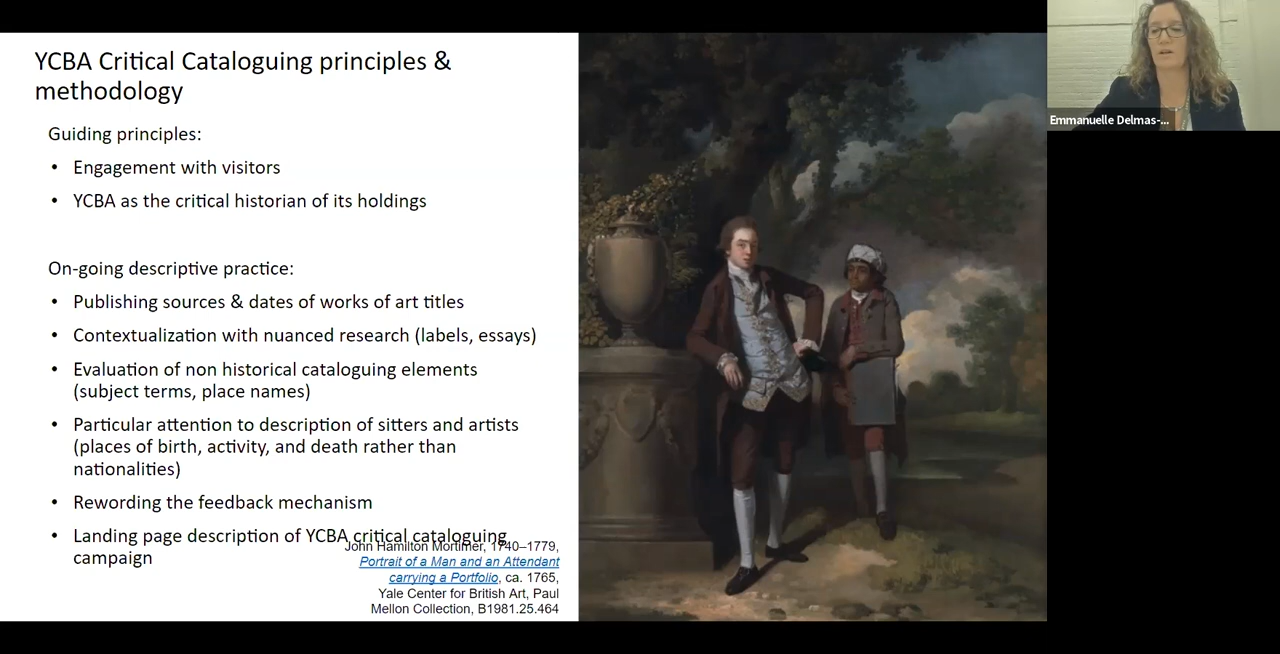 YCBA Critical Cataloguing principles &
methodology
Guiding principles:
• Engagement with visitors
• YCBA as the critical historian of its holdings
On-going descriptive practice:
• Publishing sources & dates of works of art titles
• Contextualization with nuanced research (labels, essays)
• Evaluation of non historical cataloguing elements
(subject terms, place names)
• Particular attention to description of sitters and artists
(places of birth, activity, and death rather than
nationalities)
• Rewording the feedback mechanism
• Landing page description of YCBA critical cataloguing
campaign
John Hamilton Mortimer, 1740–1779,
Portrait of a Man and an Attendant
carrying a Portfolio, ca. 1765,
Yale Center for British Art, Paul
Mellon Collection, B1981.25.464
Emmanuelle Delmas-...